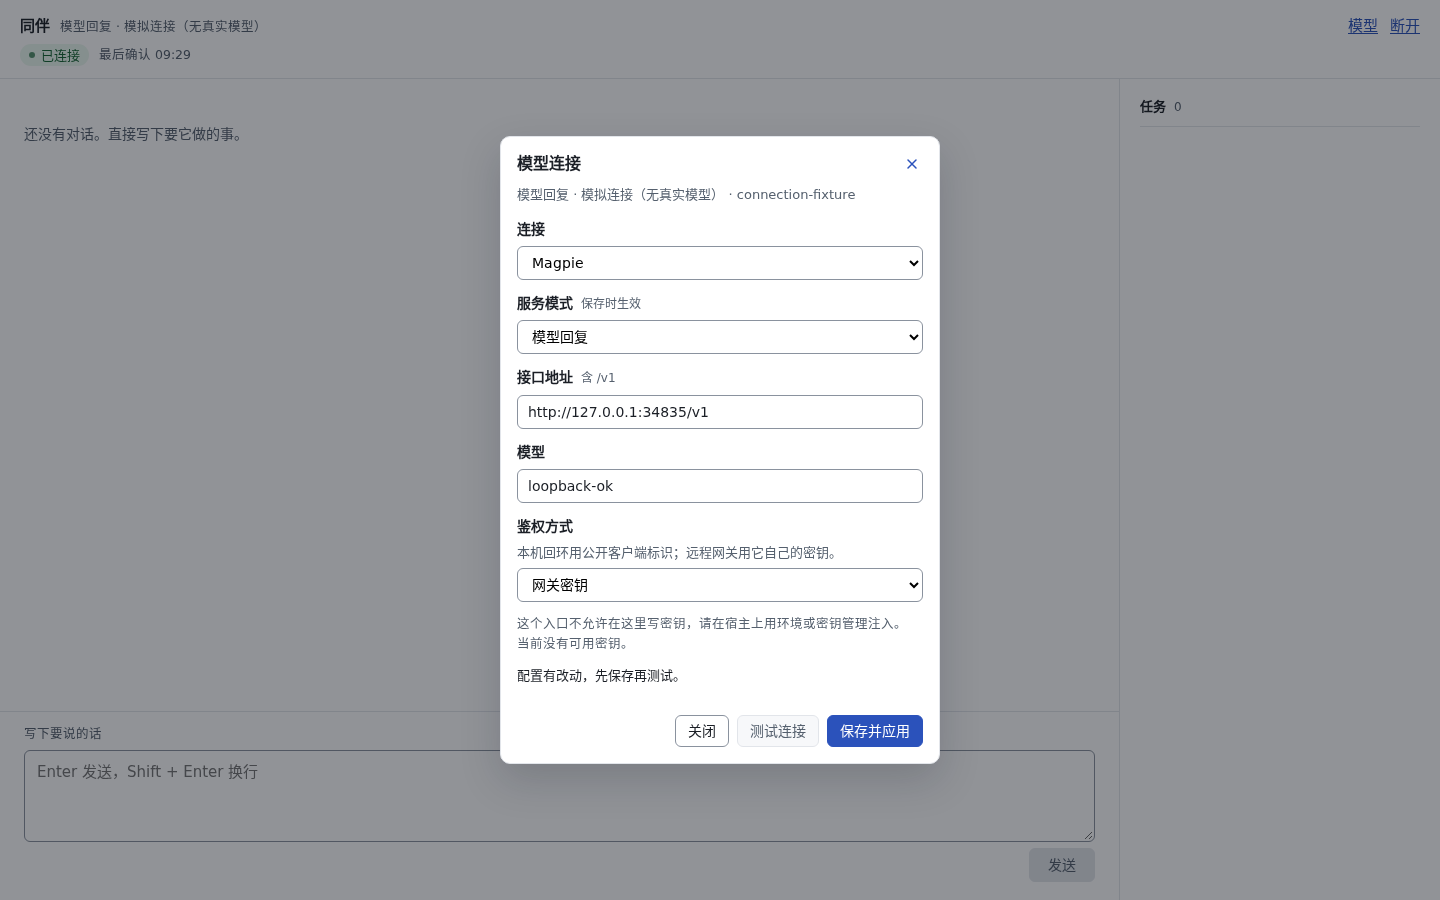 同伴 模型回复 · 模拟连接（无真实模型）
模型 断开
已连接 最后确认 09:29
还没有对话。直接写下要它做的事。
任务 0
模型连接
×
模型回复 · 模拟连接（无真实模型） · connection-fixture
连接
Magpie
服务模式 保存时生效
模型回复
接口地址 含 /v1
http://127.0.0.1:34835/v1
模型
loopback-ok
鉴权方式
本机回环用公开客户端标识；远程网关用它自己的密钥。
网关密钥
这个入口不允许在这里写密钥，请在宿主上用环境或密钥管理注入。
当前没有可用密钥。
配置有改动，先保存再测试。
关闭 测试连接 保存并应用
写下要说的话
Enter 发送，Shift + Enter 换行
发送